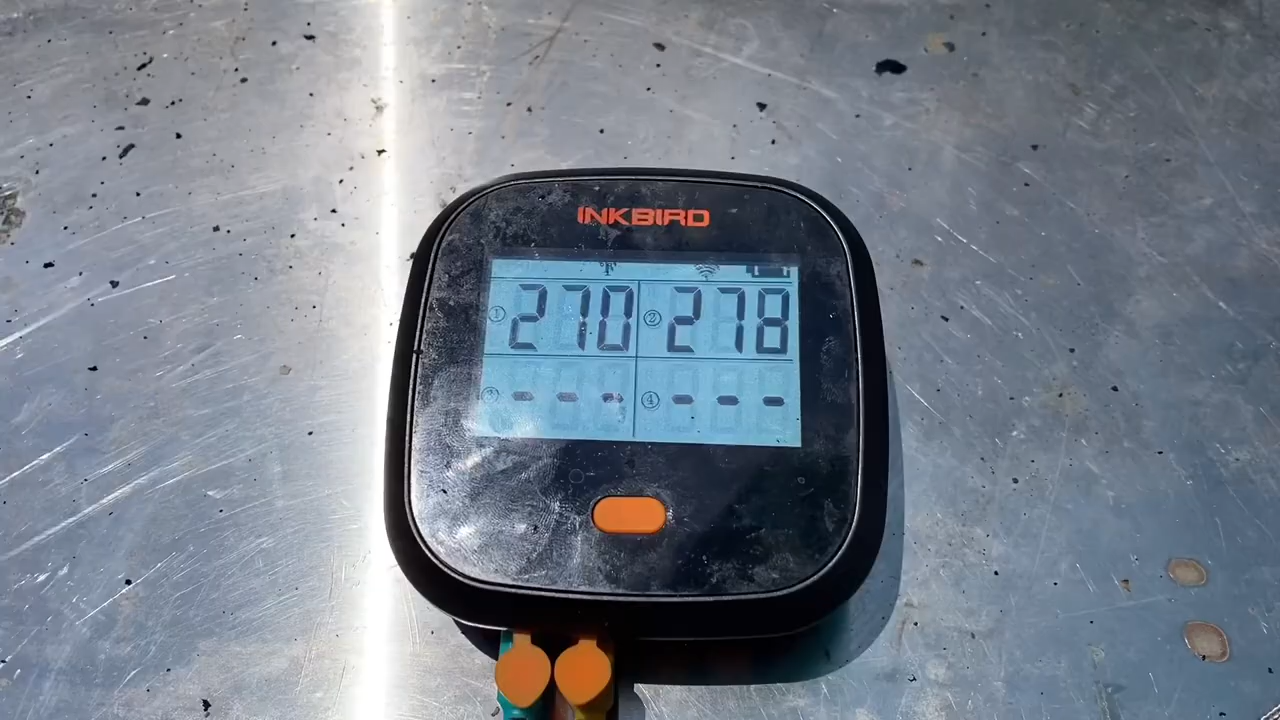 INKBIRD
① 270 ② 278
③ --- ④ ---